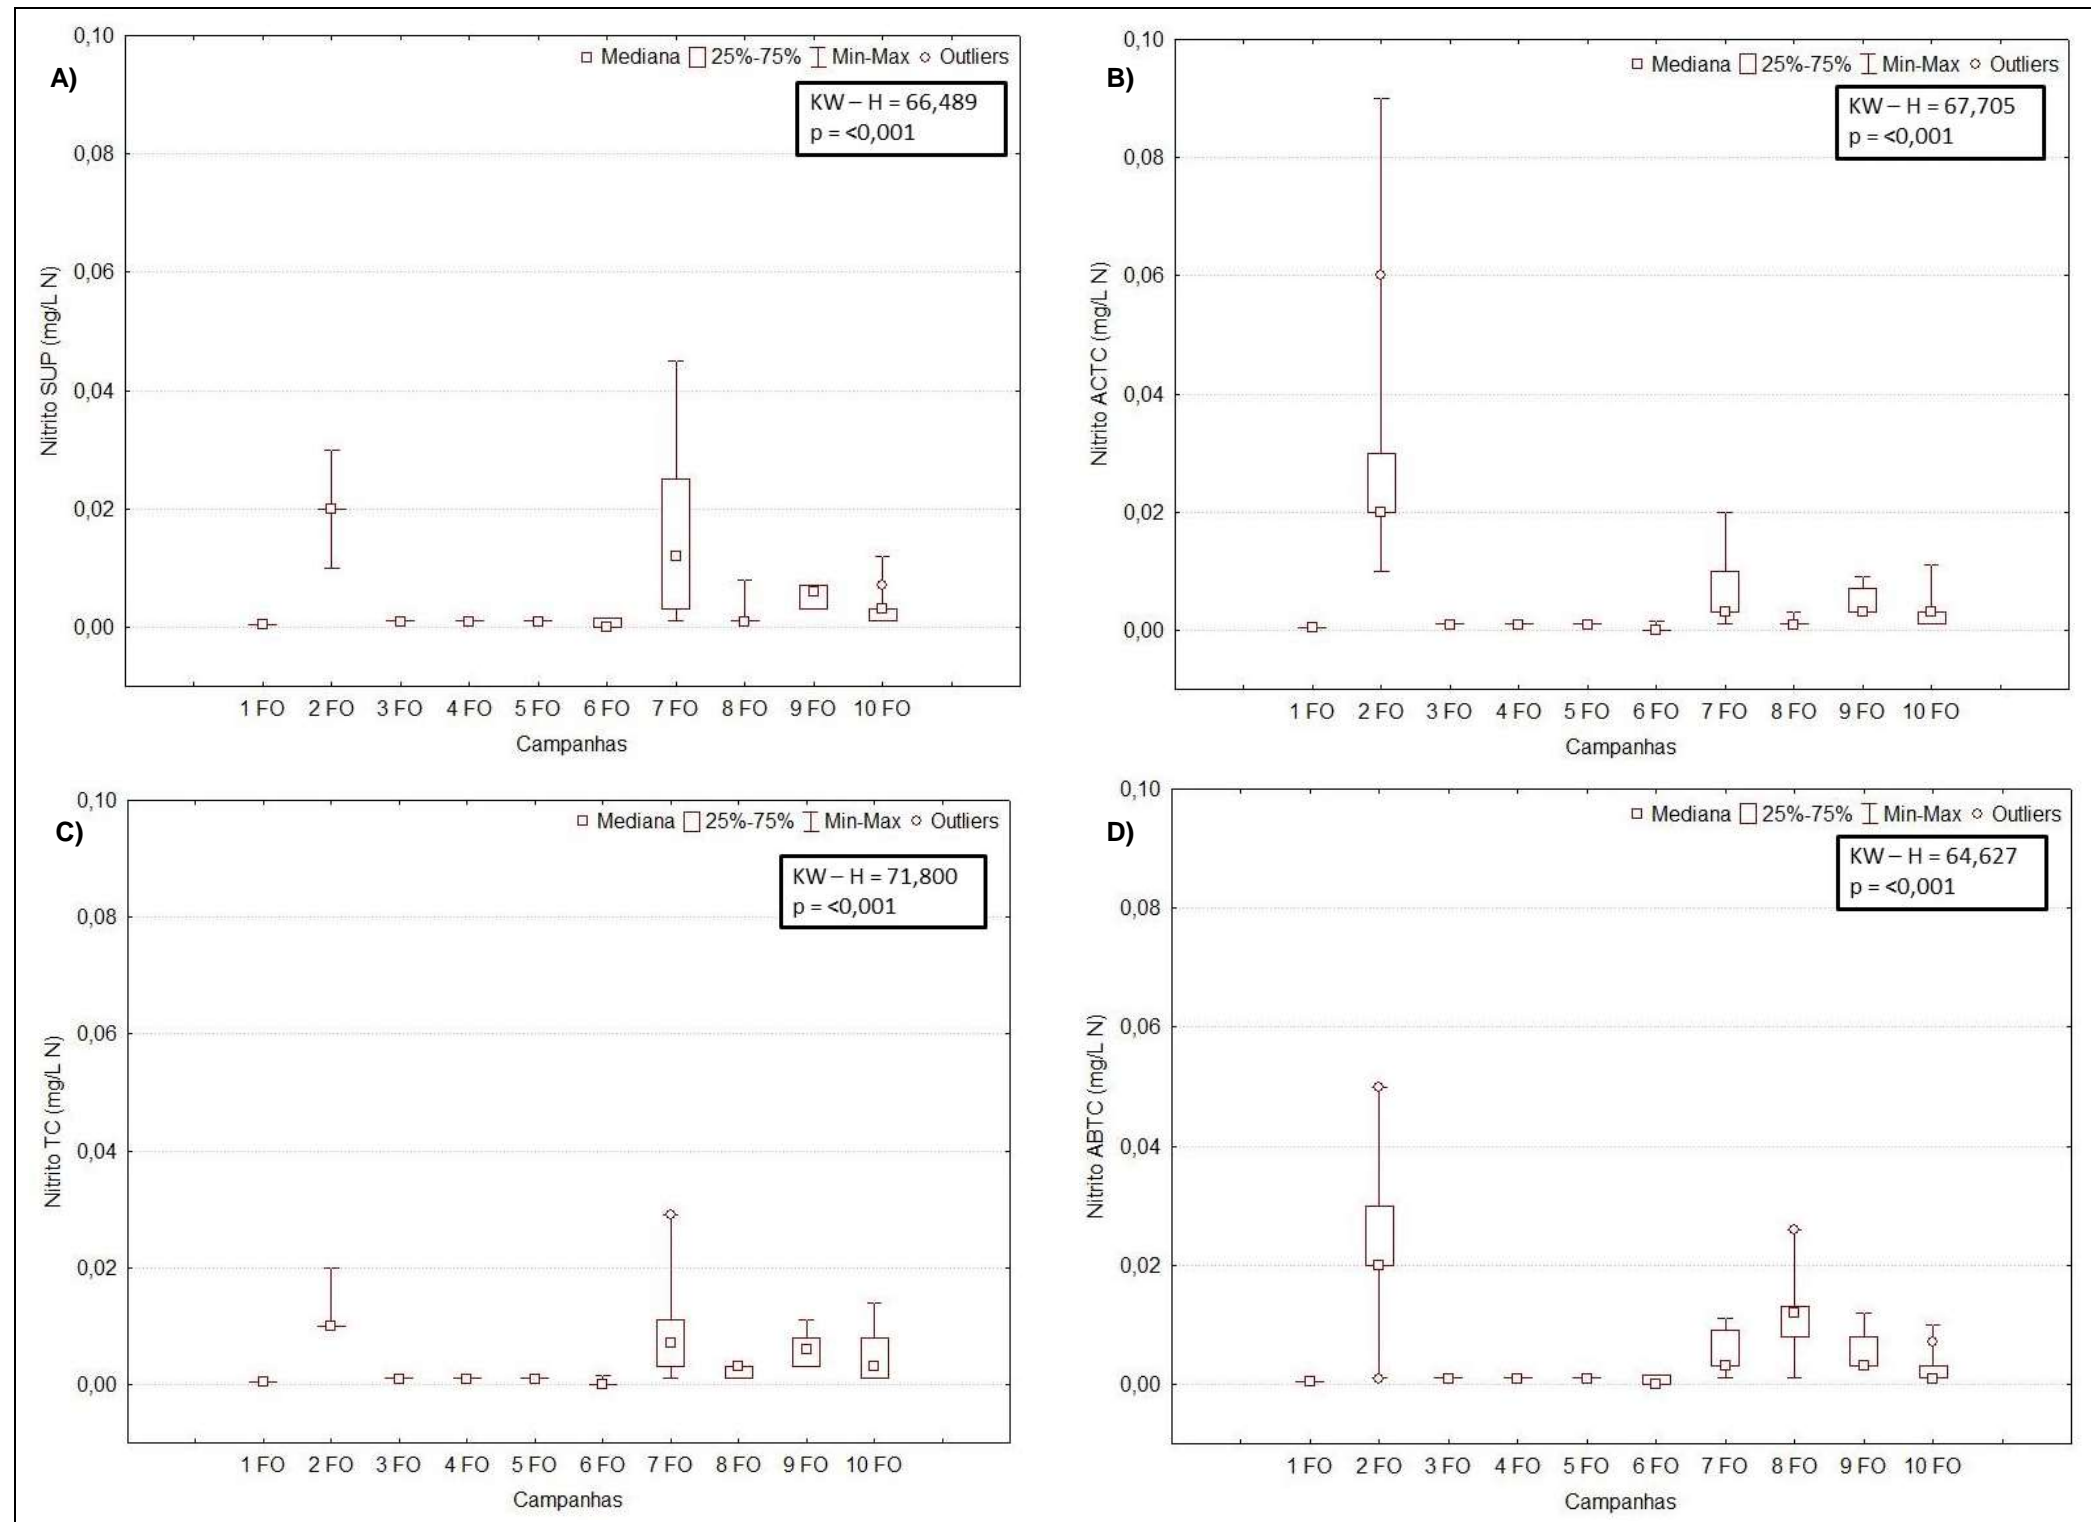 A)
Mediana 25%-75% Min-Max Outliers
KW – H = 66,489
p = <0,001
0,10
0,08
0,06
0,04
0,02
0,00
Nitrito SUP (mg/L N)
1 FO 2 FO 3 FO 4 FO 5 FO 6 FO 7 FO 8 FO 9 FO 10 FO
Campanhas
B)
Mediana 25%-75% Min-Max Outliers
KW – H = 67,705
p = <0,001
0,10
0,08
0,06
0,04
0,02
0,00
Nitrito ACTC (mg/L N)
1 FO 2 FO 3 FO 4 FO 5 FO 6 FO 7 FO 8 FO 9 FO 10 FO
Campanhas
C)
Mediana 25%-75% Min-Max Outliers
KW – H = 71,800
p = <0,001
0,10
0,08
0,06
0,04
0,02
0,00
Nitrito TC (mg/L N)
1 FO 2 FO 3 FO 4 FO 5 FO 6 FO 7 FO 8 FO 9 FO 10 FO
Campanhas
D)
Mediana 25%-75% Min-Max Outliers
KW – H = 64,627
p = <0,001
0,10
0,08
0,06
0,04
0,02
0,00
Nitrito ABTC (mg/L N)
1 FO 2 FO 3 FO 4 FO 5 FO 6 FO 7 FO 8 FO 9 FO 10 FO
Campanhas